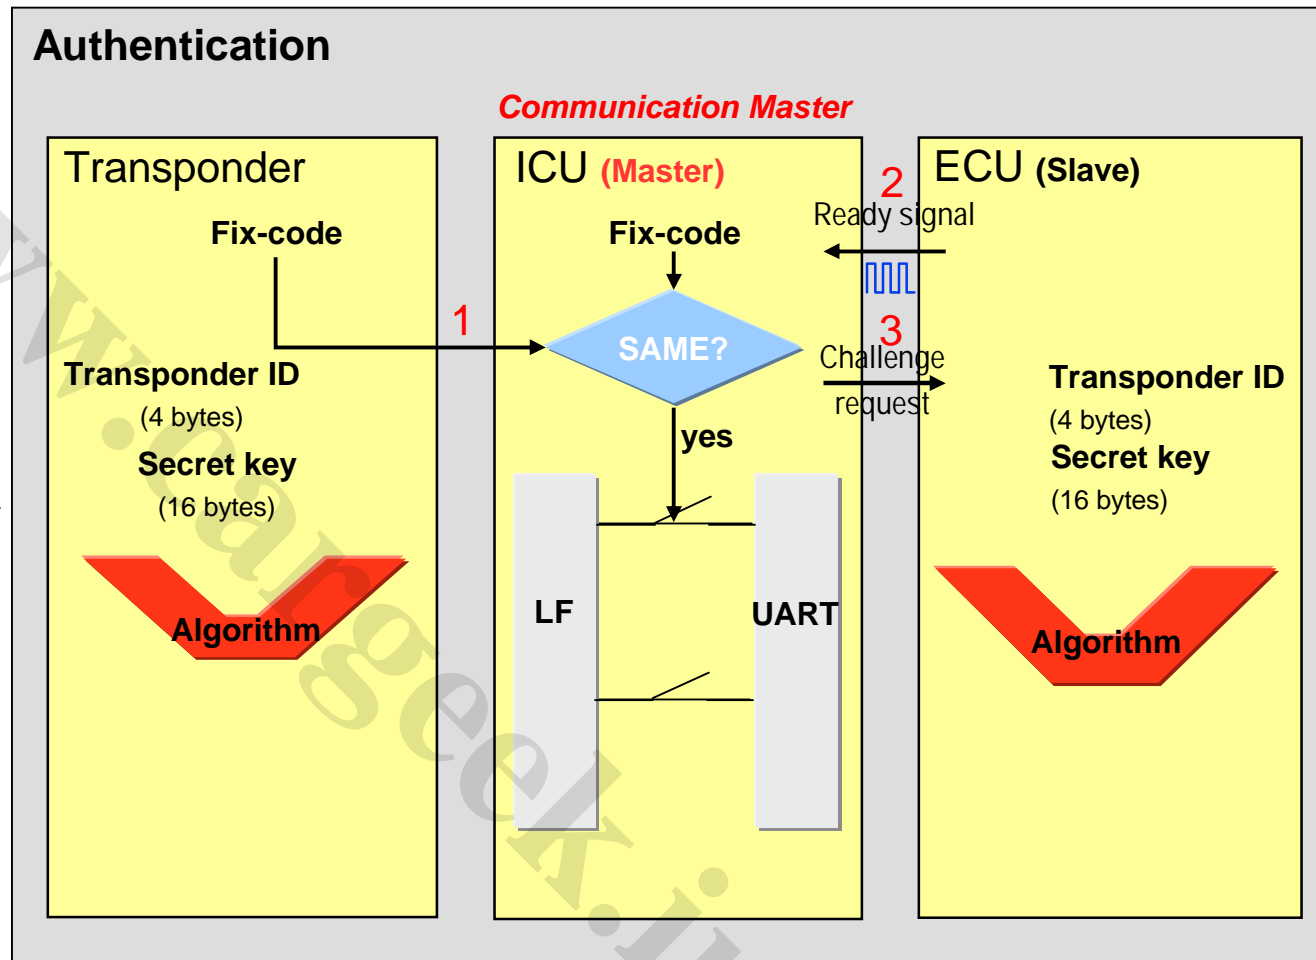 Authentication
Communication Master
Transponder
Fix-code
Transponder ID
(4 bytes)
Secret key
(16 bytes)
Algorithm
1
ICU (Master)
Fix-code
SAME?
yes
LF
UART
2
Ready signal
3
Challenge
request
ECU (Slave)
Transponder ID
(4 bytes)
Secret key
(16 bytes)
Algorithm